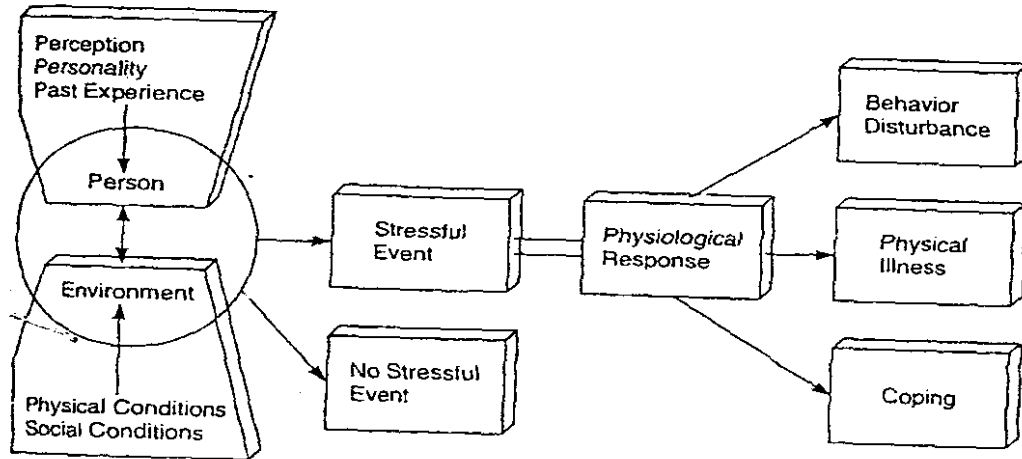 Perception
Personality
Past Experience
Person
Environment
Physical Conditions
Social Conditions
Stressful
Event
No Stressful
Event
Physiological
Response
Behavior
Disturbance
Physical
Illness
Coping